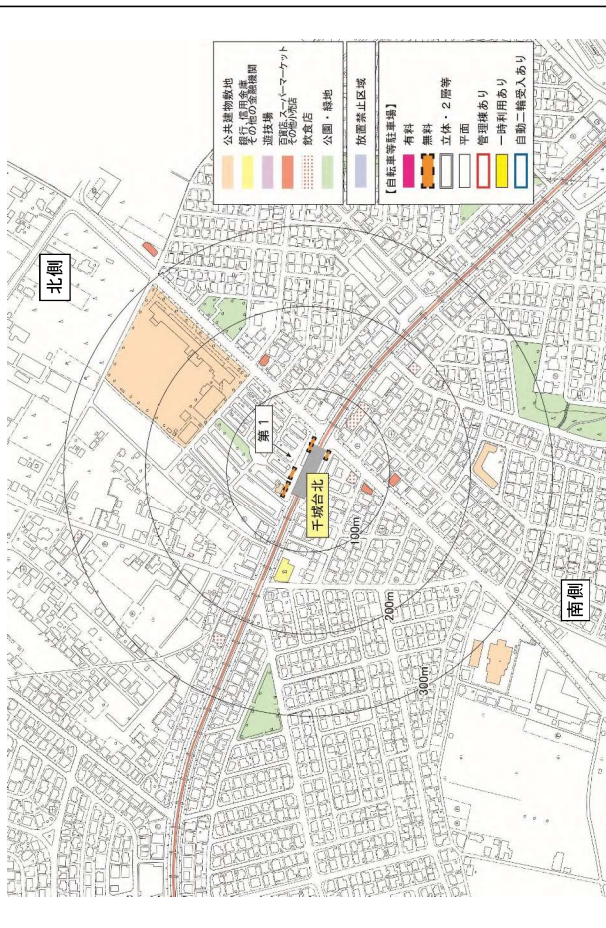 公共建物敷地
銀行、信用金庫
その他の金融機関
遊技場
百貨店、スーパーマーケット
その他小売店
飲食店
公園・緑地
放置禁止区域
【自転車等駐車場】
有料
無料
立体・2層等
平面
管理棟あり
一時利用あり
自動二輪受入あり
北側
第1
千城台北
100m
200m
300m
南側